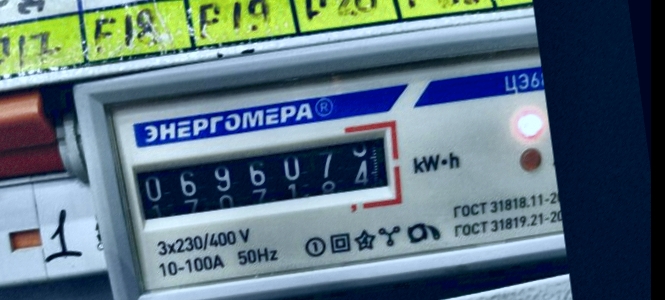 F18 F19
ЭНЕРГОМЕРА®
ЦЭ6
069607
4
kW•h
1
3x230/400 V
10-100A 50Hz
ГОСТ 31818.11-20
ГОСТ 31819.21-20